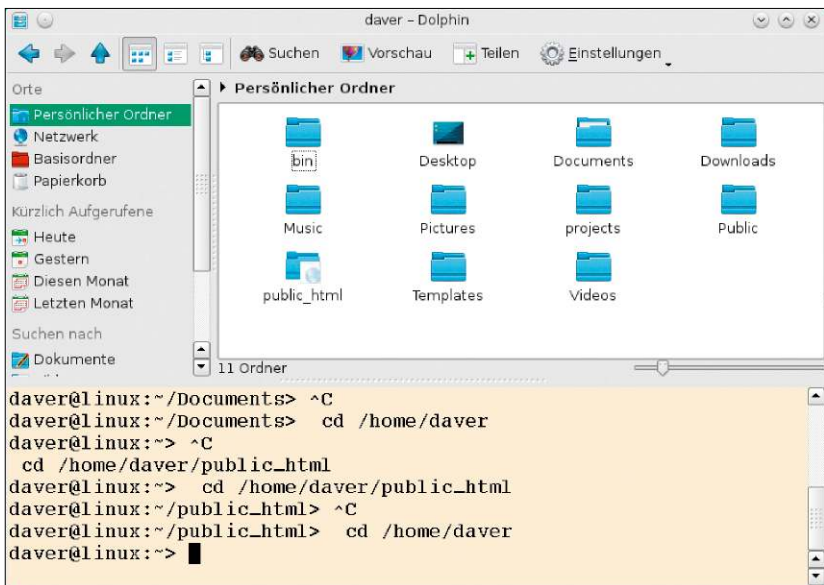 daver – Dolphin
Suchen Vorschau Teilen Einstellungen
Orte
Persönlicher Ordner
Netzwerk
Basisordner
Papierkorb
Kürzlich Aufgerufene
Heute
Gestern
Diesen Monat
Letzten Monat
Suchen nach
Dokumente
Persönlicher Ordner
bin Desktop Documents Downloads
Music Pictures projects Public
public_html Templates Videos
11 Ordner
daver@linux:~/Documents> ^C
daver@linux:~/Documents>  cd /home/daver
daver@linux:~> ^C
 cd /home/daver/public_html
daver@linux:~>  cd /home/daver/public_html
daver@linux:~/public_html> ^C
daver@linux:~/public_html>  cd /home/daver
daver@linux:~>